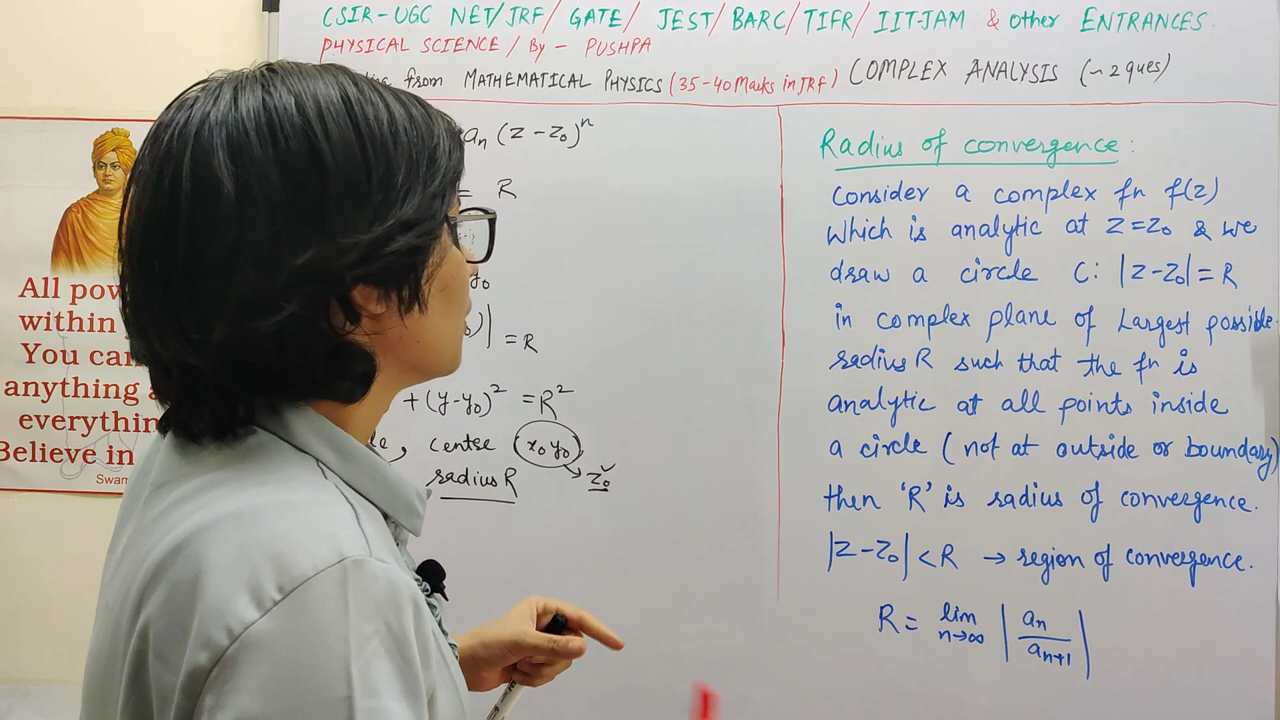 CSIR-UGC NET/JRF/ GATE/ JEST/ BARC/ TIFR/ IIT-JAM & other ENTRANCES
PHYSICAL SCIENCE / By - PUSHPA
from MATHEMATICAL PHYSICS (35-40 Marks in JRF) COMPLEX ANALYSIS (~2 ques)
aₙ (z-z₀)ⁿ
= R
y₀
)| = R
+ (y-y₀)² = R²
, centre (x₀ y₀)
radius R → z₀
Radius of convergence:
Consider a complex fn f(z)
which is analytic at z=z₀ & we
draw a circle C: |z-z₀| = R
in complex plane of Largest possible
radius R such that the fn is
analytic at all points inside
a circle (not at outside or boundary)
then 'R' is radius of convergence.
|z-z₀| < R → region of convergence.
R = lim n→∞ |aₙ / aₙ₊₁|
All
within
You
anything
everythin
Believe in
Swam